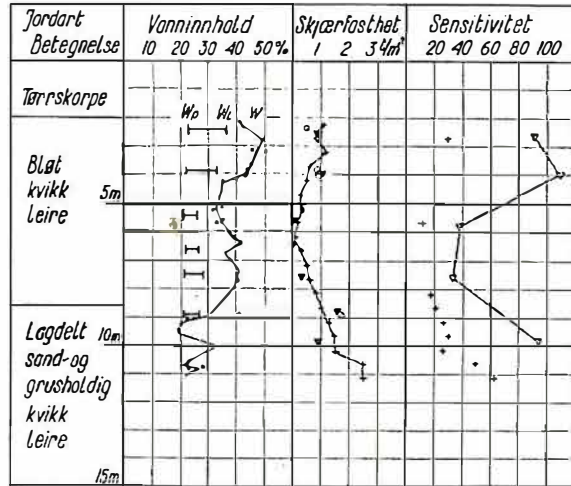 Jordart
Betegnelse
Vanninnhold
10 20 30 40 50%
Skjærfasthet
1 2 3 t/m²
Sensitivitet
20 40 60 80 100
Tørrskorpe
Wp WL W
Bløt
kvikk
leire
5m
Lagdelt
sand-og
grusholdig
kvikk
leire
10m
15m